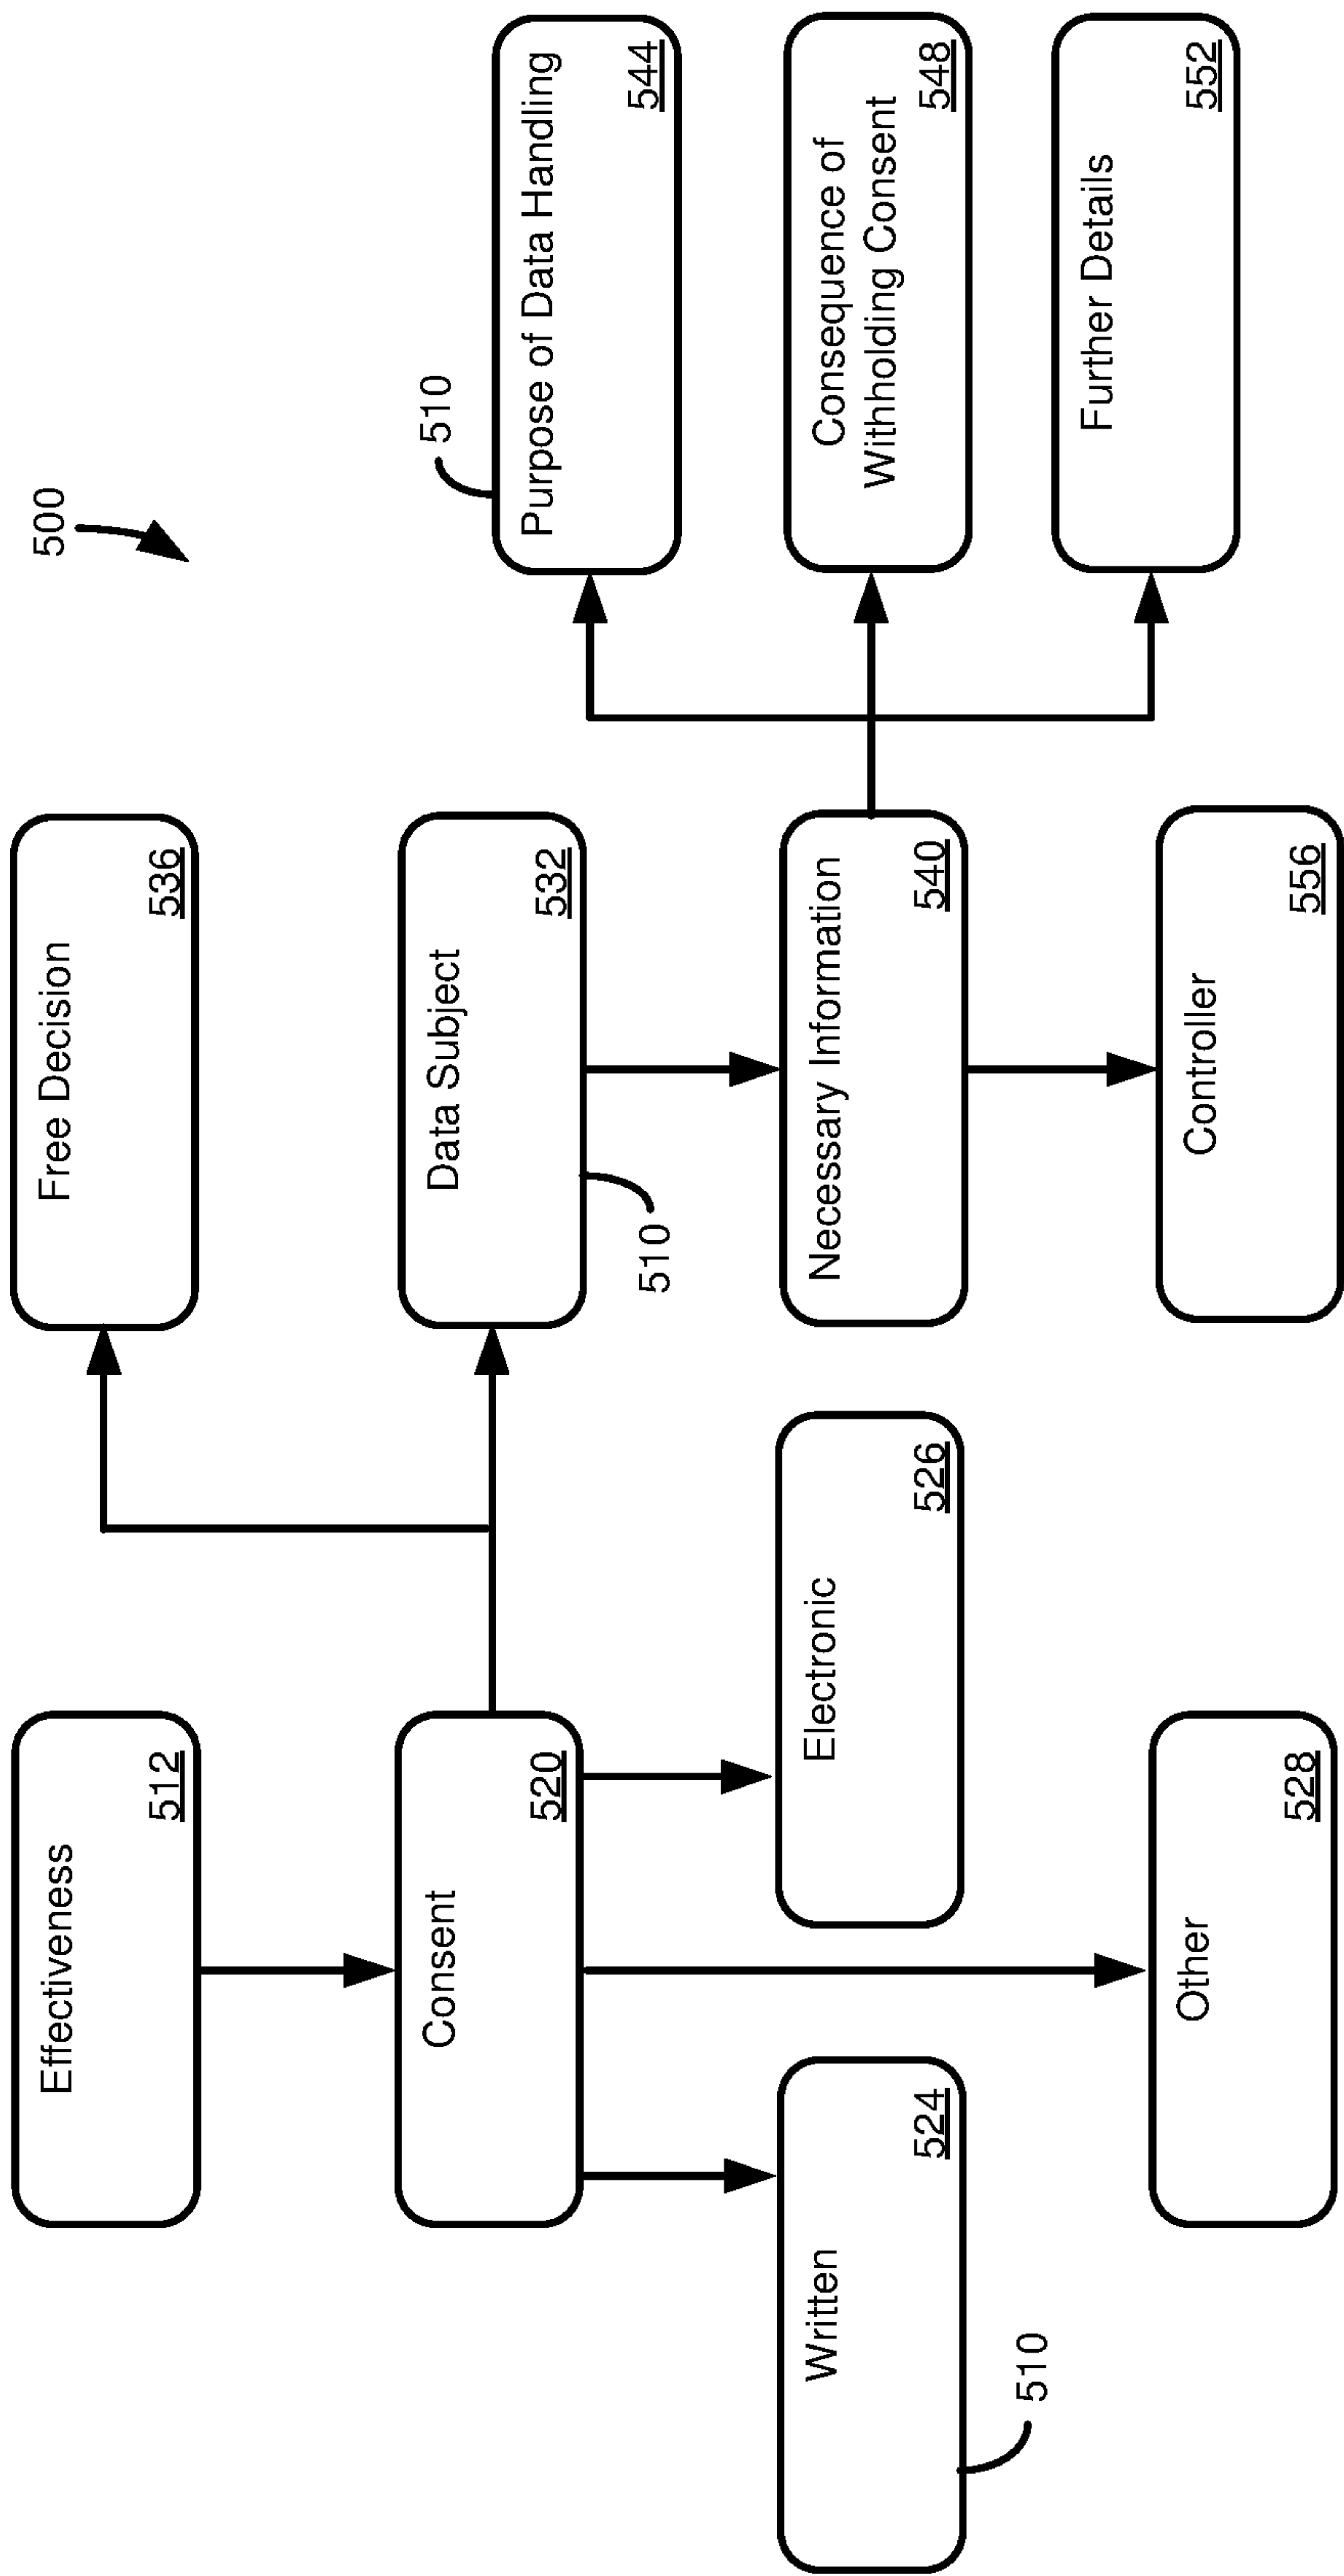 500
Effectiveness
512
Free Decision
536
Consent
520
Data Subject
532
510
510
Purpose of Data Handling
544
Written
524
510
Electronic
526
Necessary Information
540
Consequence of
Withholding Consent
548
Other
528
Controller
556
Further Details
552